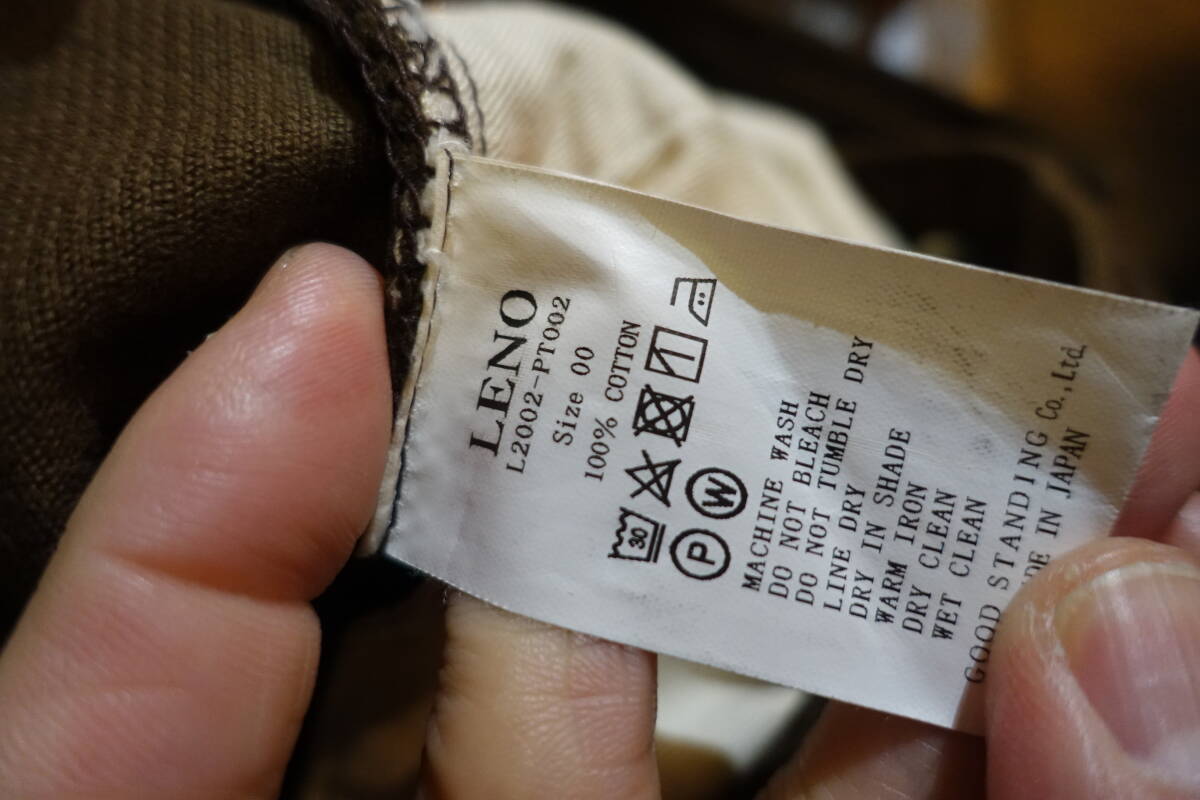 LENO
L2002-PT002
Size 00
100% COTTON
30
P W
MACHINE WASH
DO NOT BLEACH
DO NOT TUMBLE DRY
LINE DRY
DRY IN SHADE
WARM IRON
DRY CLEAN
WET CLEAN
GOOD STANDING Co.,Ltd.
IN JAPAN